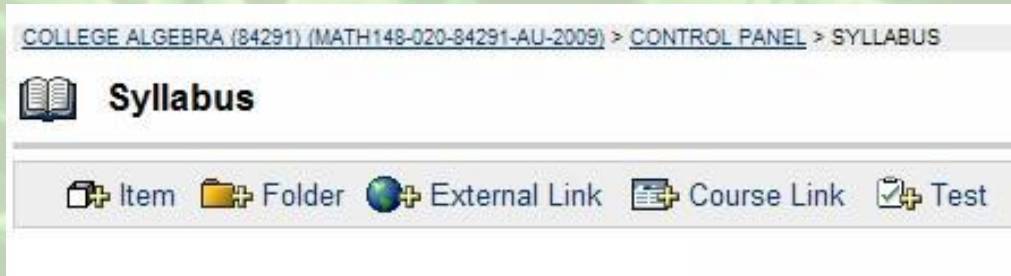 COLLEGE ALGEBRA (84291) (MATH148-020-84291-AU-2009) > CONTROL PANEL > SYLLABUS
Syllabus
Item Folder External Link Course Link Test